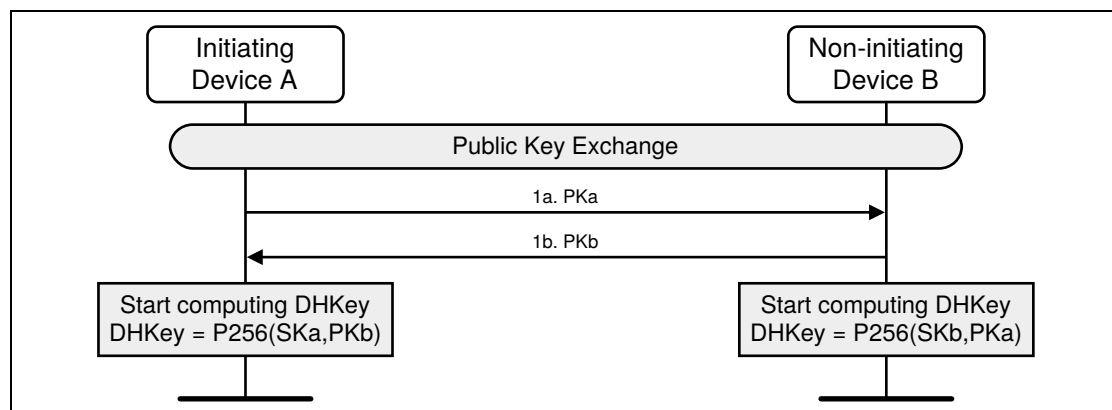 Initiating
Device A
Non-initiating
Device B
Public Key Exchange
1a. PKa
1b. PKb
Start computing DHKey
DHKey = P256(SKa,PKb)
Start computing DHKey
DHKey = P256(SKb,PKa)